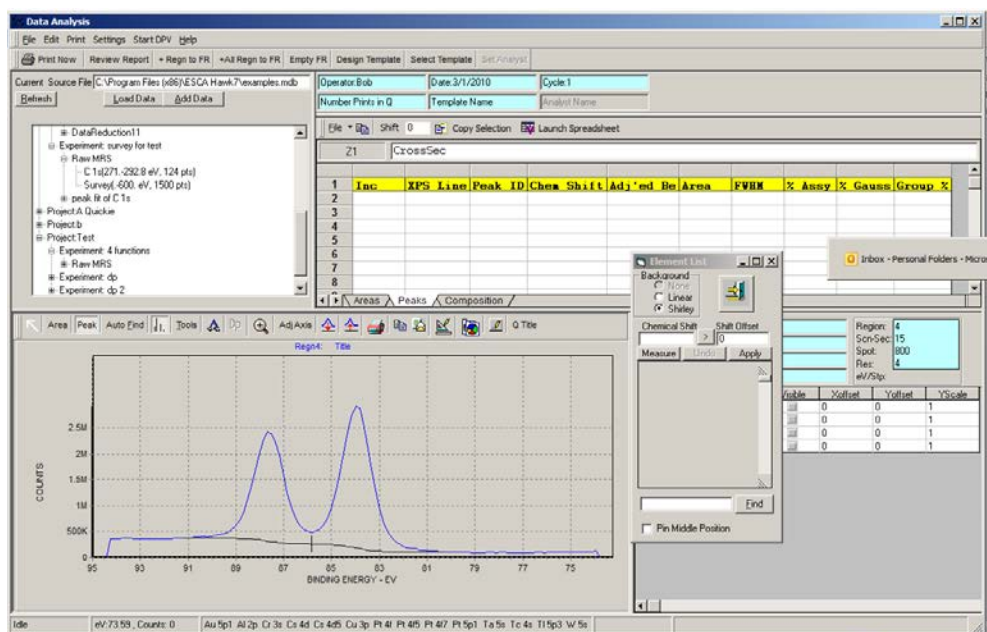 Data Analysis
File Edit Print Settings Start DPV Help
Print Now Review Report + Regn to FR +All Regn to FR Empty FR Design Template Select Template Set Analyst
Current Source File C:\Program Files (x86)\ESCA Hawk7\examples.mdb
Refresh Load Data Add Data
Operator:Bob Date:3/1/2010 Cycle:1
Number Prints in Q Template Name Analyst Name
DataReduction11
Experiment: survey for test
Raw MRS
C 1s(271.-292.8 eV, 124 pts)
Survey(.-600. eV, 1500 pts)
peak fit of C 1s
Project:A Quickie
Project:b
Project:Test
Experiment: 4 functions
Raw MRS
Experiment: dp
Experiment: dp 2
File Shift 0 Copy Selection Launch Spreadsheet
Z1 CrossSec
1 Inc XPS Line Peak ID Chem Shift Adj'ed Be Area FWHM % Assy % Gauss Group %
2
3
4
5
6
7
8
Areas Peaks Composition
Inbox - Personal Folders - Micro
Area Peak Auto Find Tools Dp Adj Axis Q Title
Regn4: Title
COUNTS
2.5M
2M
1.5M
1M
500K
0
95 93 91 89 87 85 83 81 79 77 75
BINDING ENERGY - EV
Element List
Background
None
Linear
Shirley
Chemical Shift Shift Offset
> 0
Measure Undo Apply
Find
Pin Middle Position
Region: 4
Scn-Sec: 15
Spot: 800
Res: 4
eV/Stp:
Visible Xoffset Yoffset YScale
0 0 1
0 0 1
0 0 1
0 0 1
Idle eV:73.59 , Counts: 0 Au 5p1 Al 2p Cr 3s Cs 4d Cs 4d5 Cu 3p Pt 4f Pt 4f5 Pt 4f7 Pt 5p1 Ta 5s Tc 4s Tl 5p3 W 5s